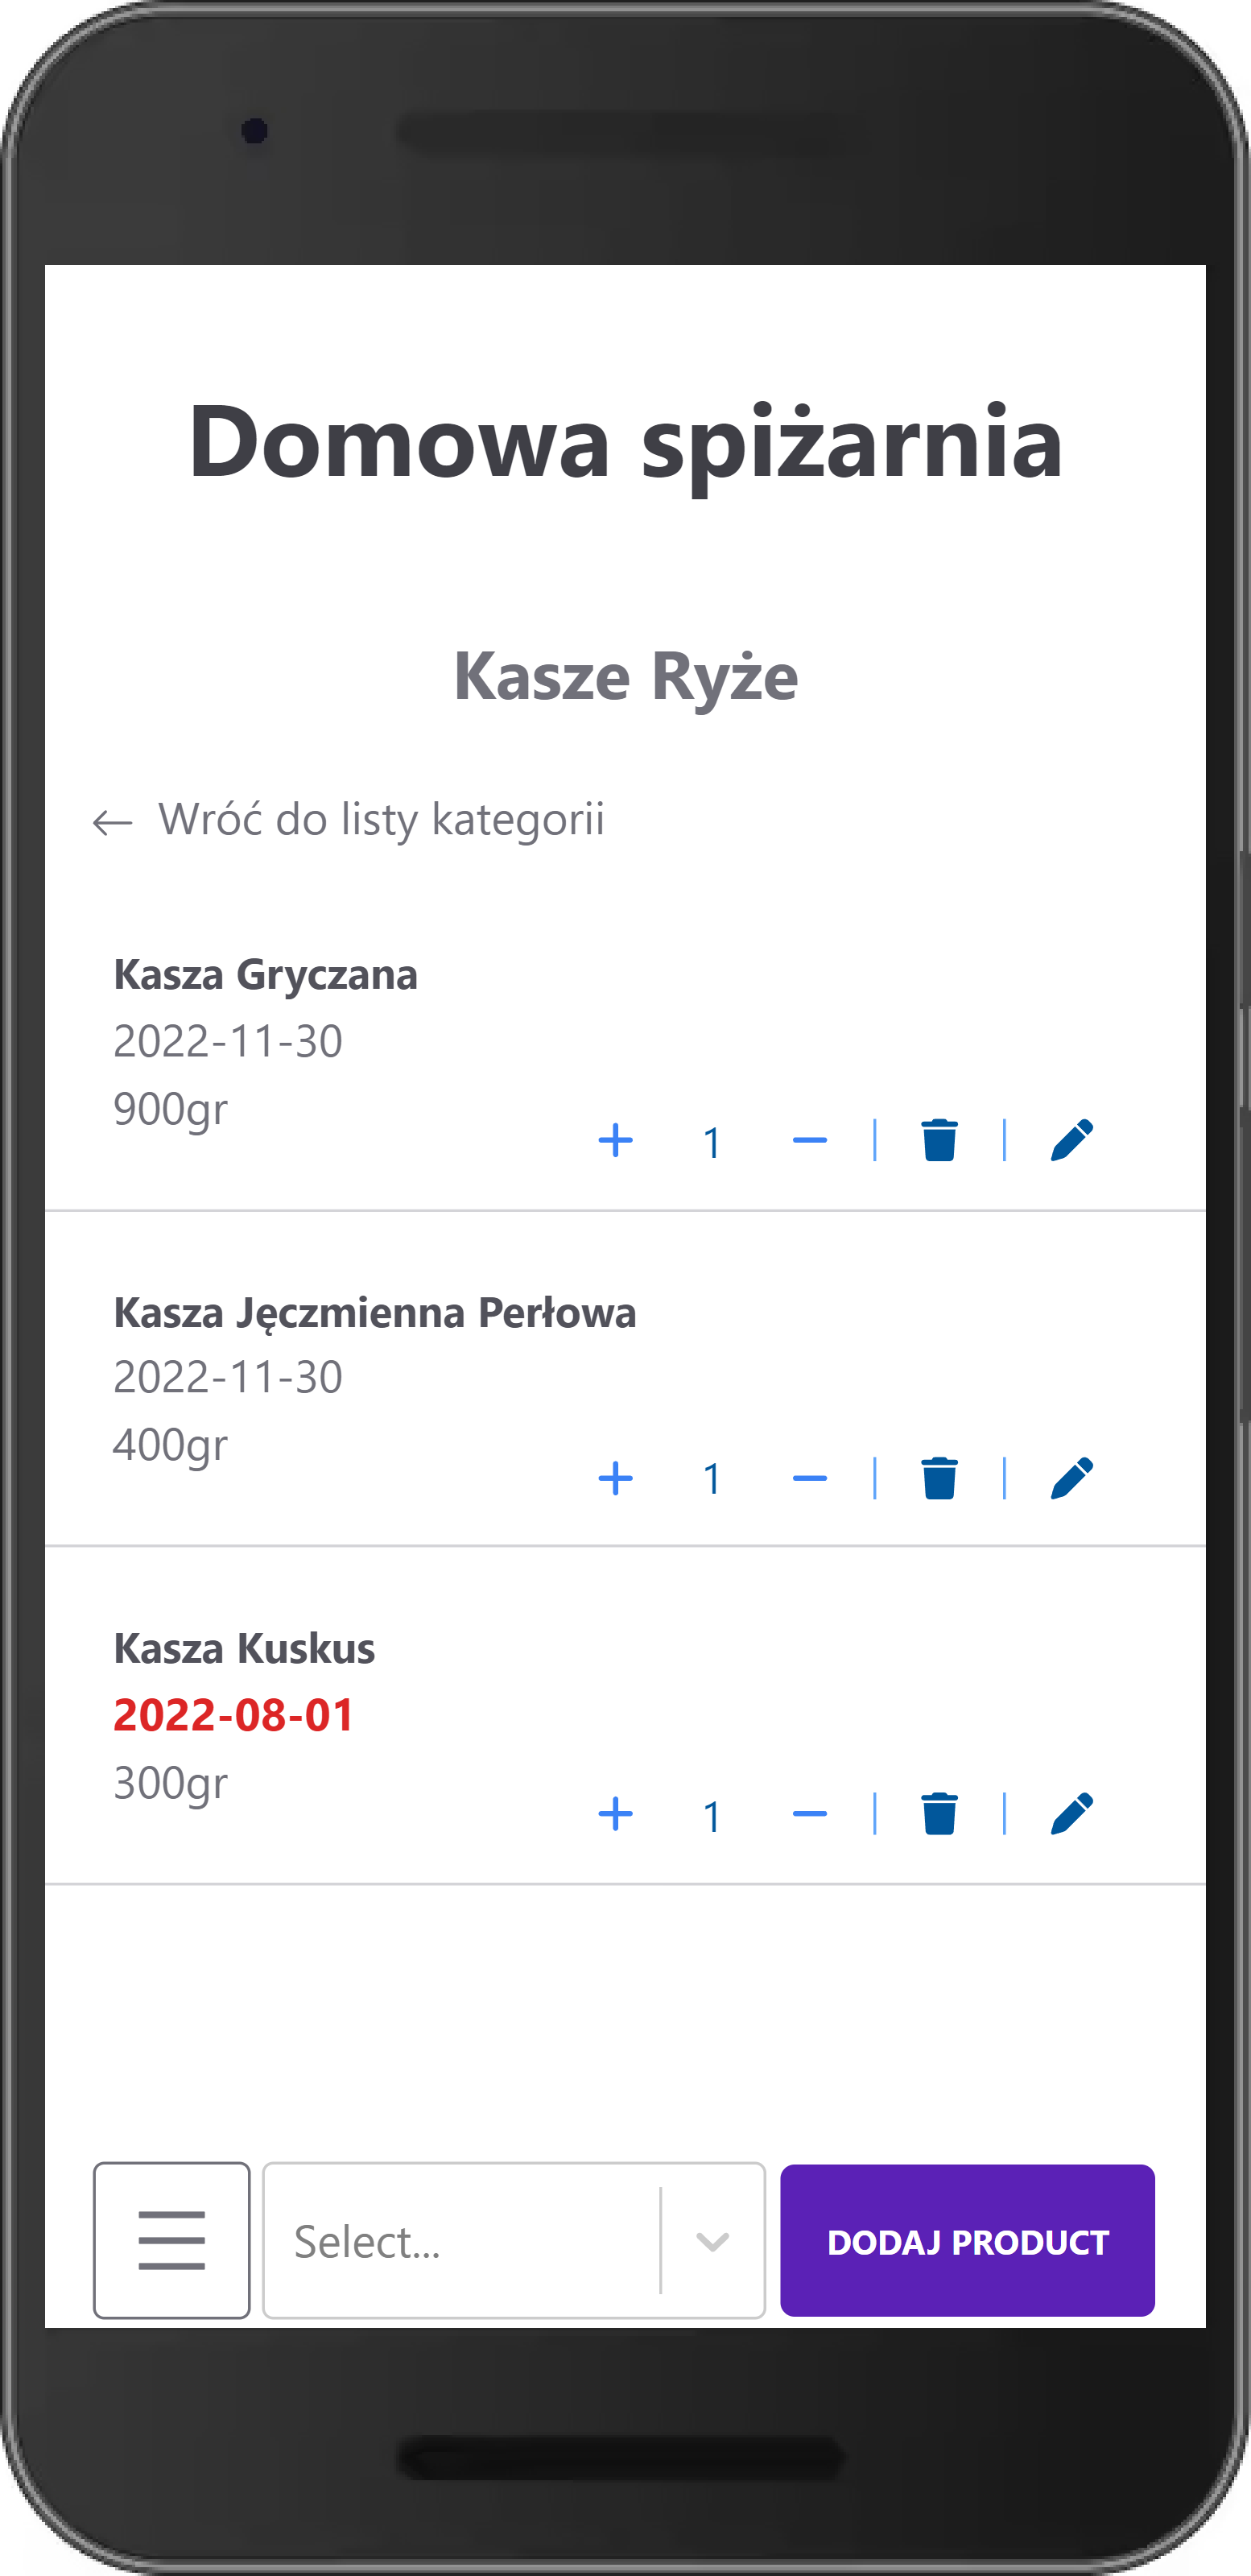 Domowa spiżarnia
Kasze Ryże
Wróć do listy kategorii
Kasza Gryczana
2022-11-30
900gr
1
Kasza Jęczmienna Perłowa
2022-11-30
400gr
1
Kasza Kuskus
2022-08-01
300gr
1
Select...
DODAJ PRODUCT